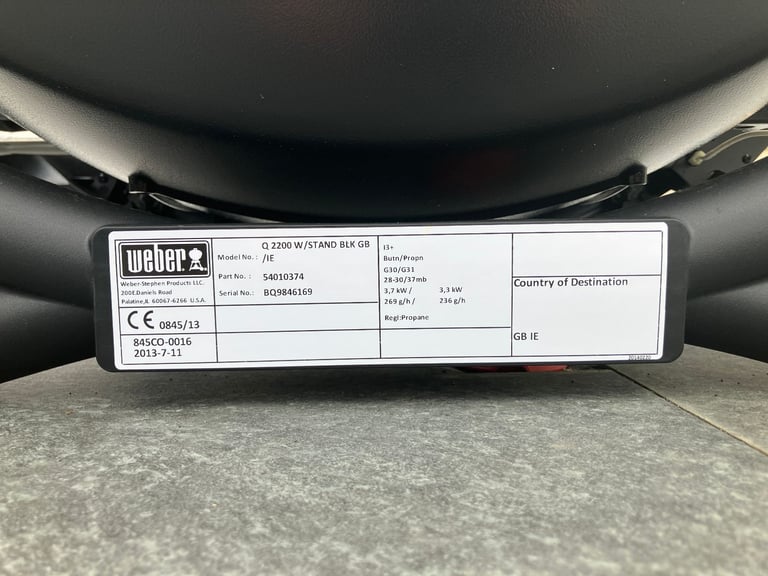 weber
Weber-Stephen Products LLC.
200E.Daniels Road
Palatine,IL 60067-6266 U.S.A.
CE 0845/13
845CO-0016
2013-7-11
Q 2200 W/STAND BLK GB
Model No.: /IE
Part No.: 54010374
Serial No.: BQ9846169
I3+
Butn/Propn
G30/G31
28-30/37mb
3,7 kW / 3,3 kW
269 g/h / 236 g/h
Regl:Propane
Country of Destination
GB IE